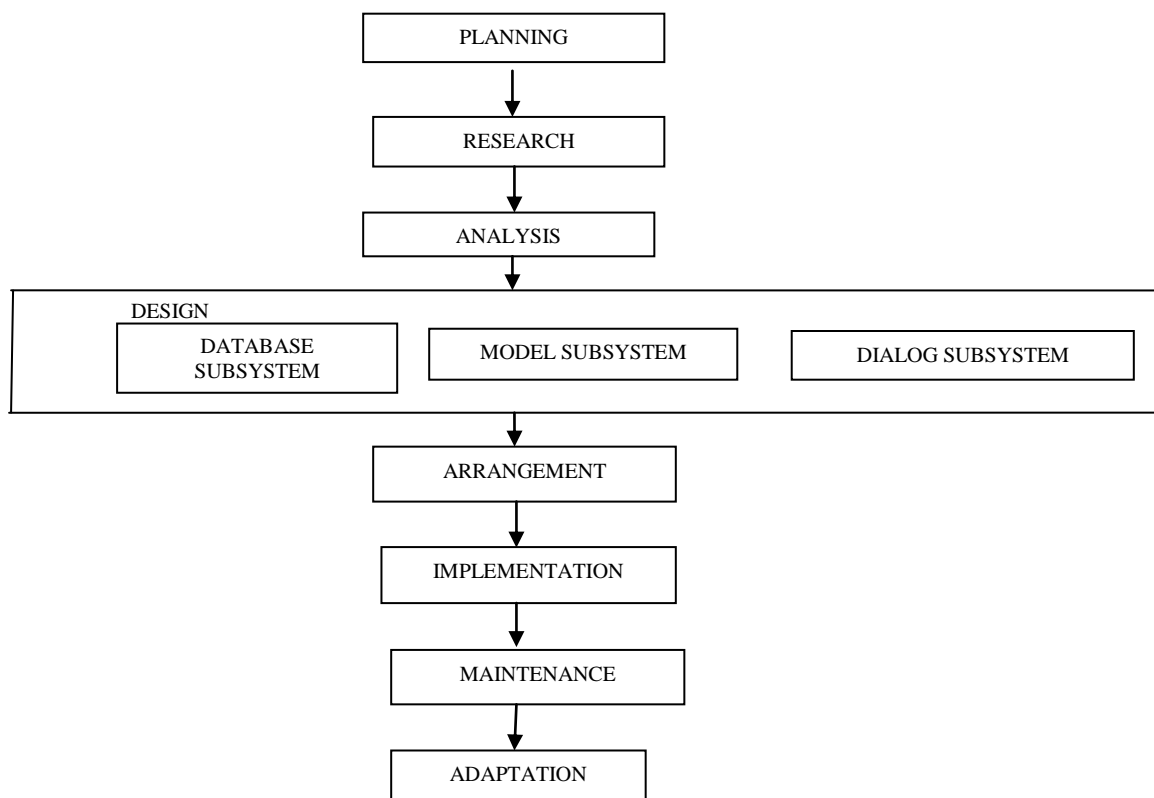 PLANNING
RESEARCH
ANALYSIS
DESIGN
DATABASE
SUBSYSTEM
MODEL SUBSYSTEM
DIALOG SUBSYSTEM
ARRANGEMENT
IMPLEMENTATION
MAINTENANCE
ADAPTATION